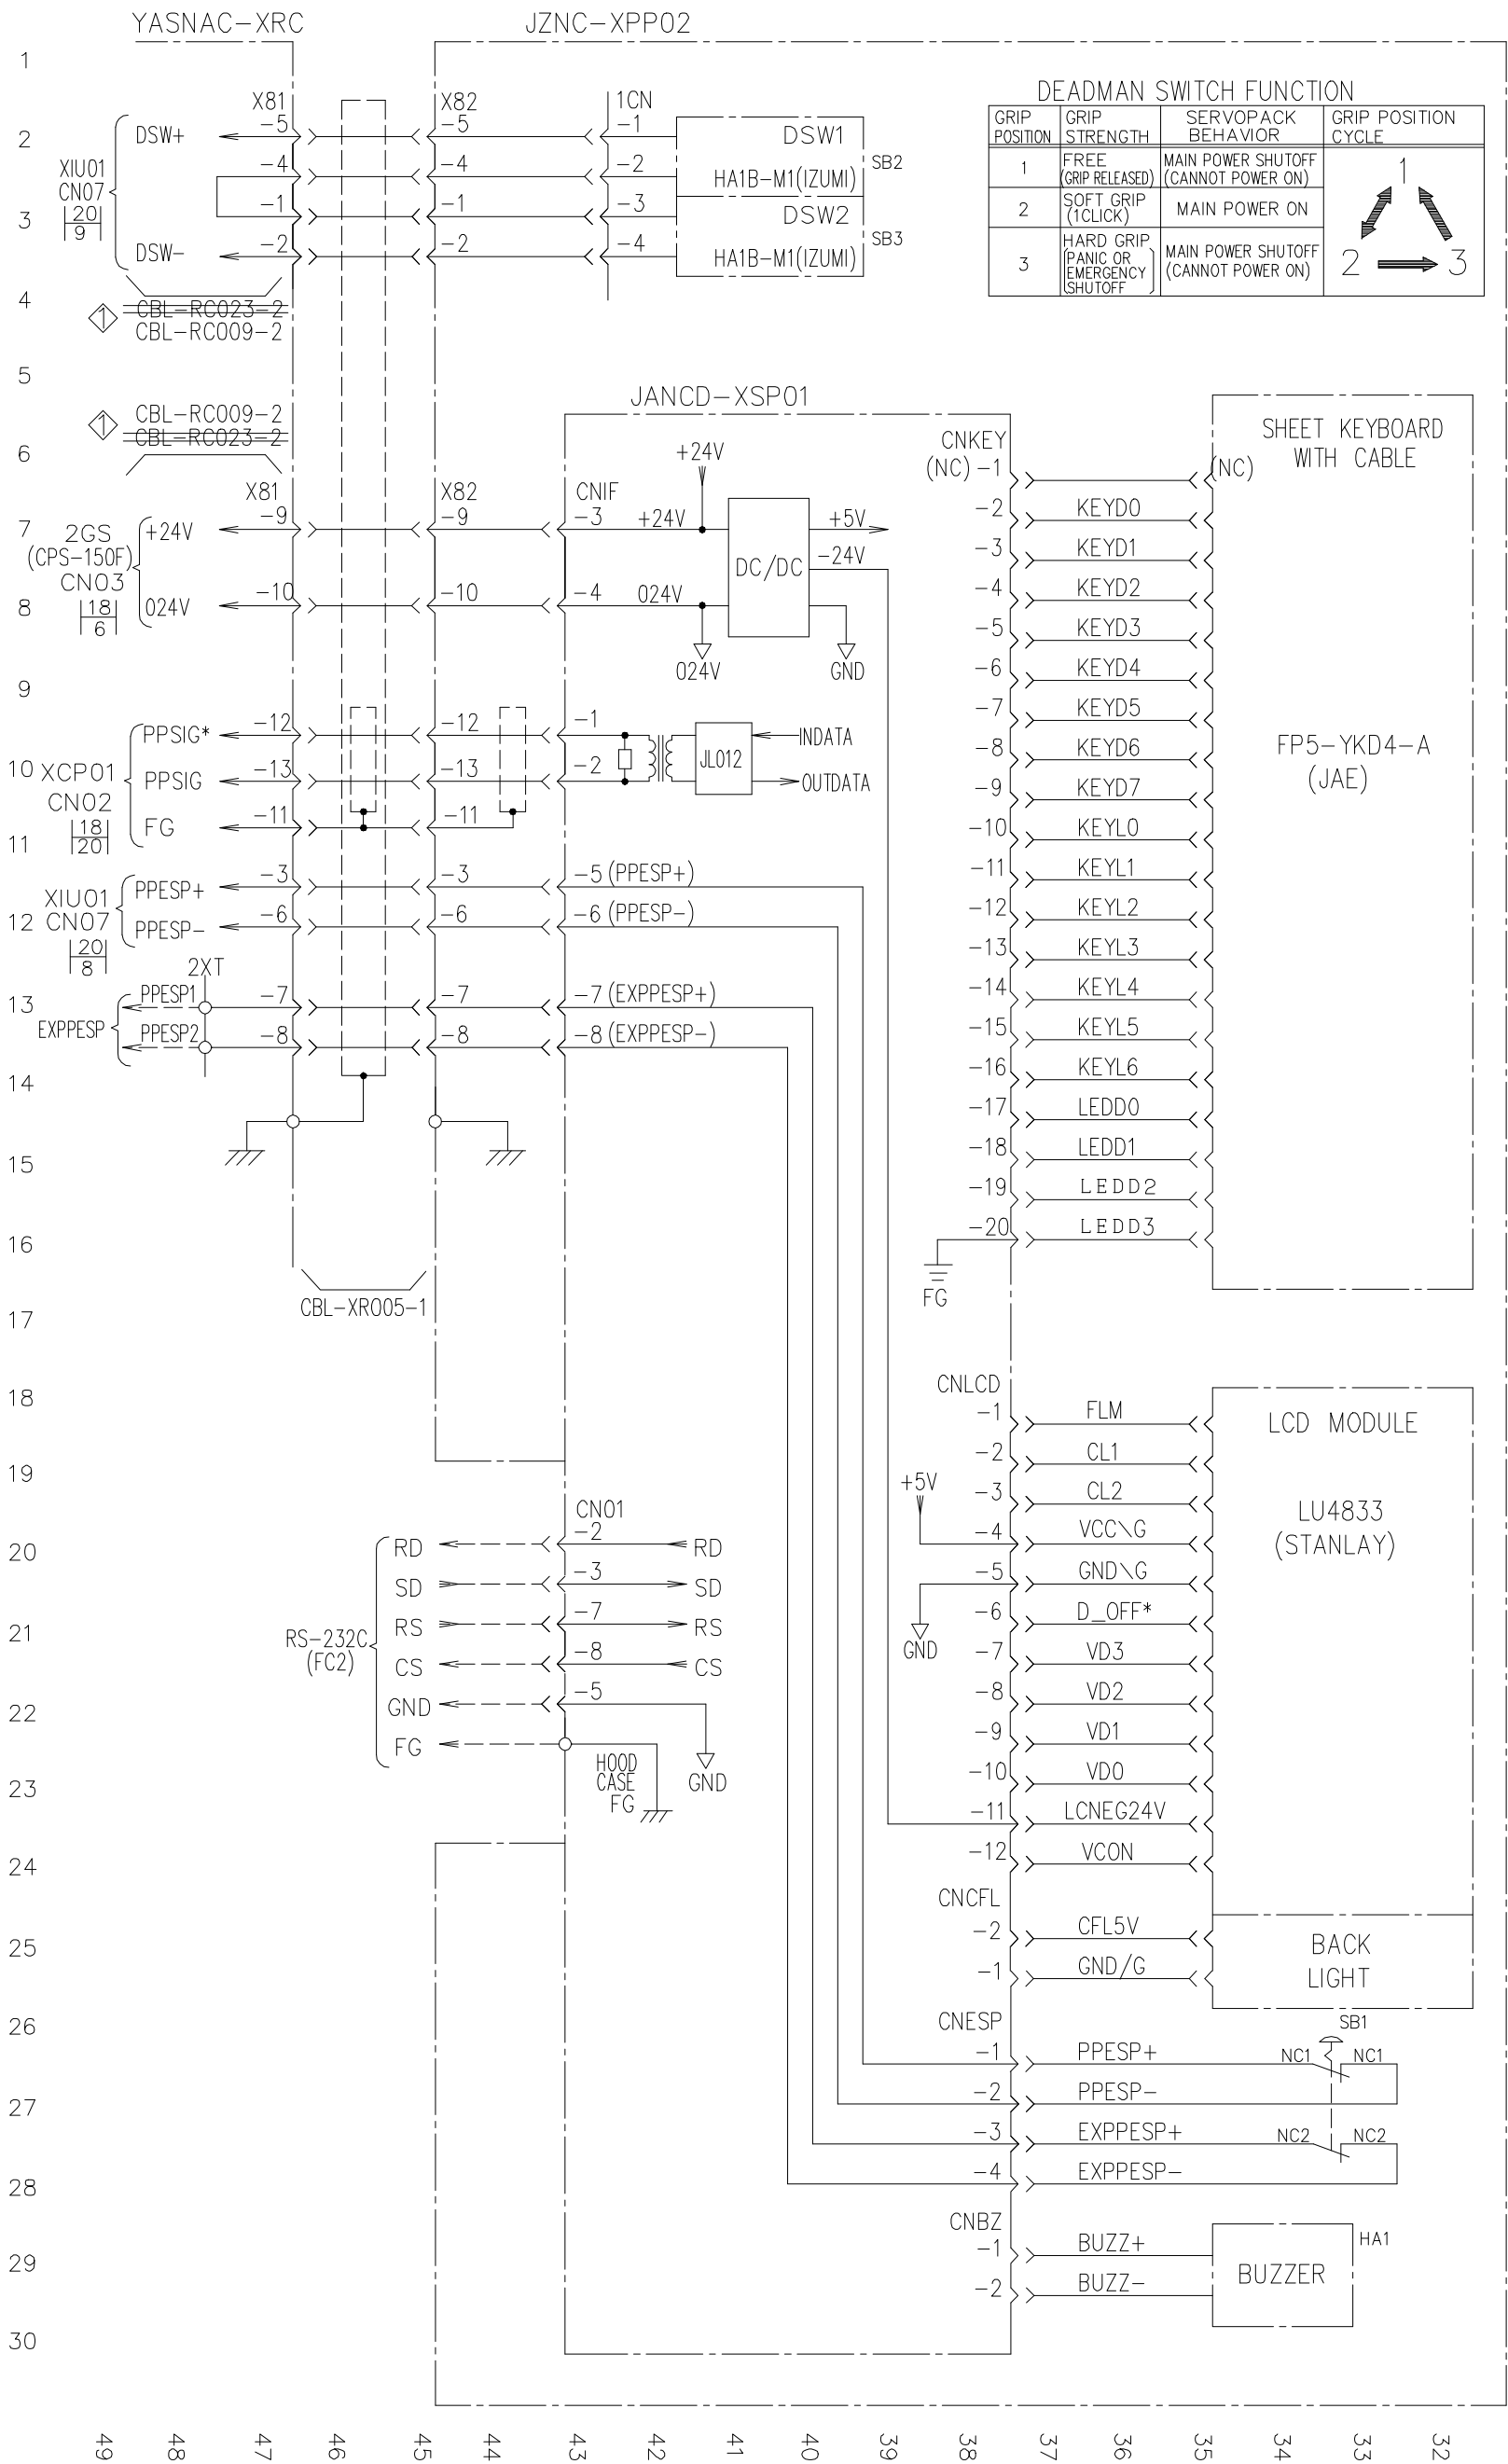 YASNAC-XRC
JZNC-XPP02
1
2
3
4
5
6
7
8
9
10
11
12
13
14
15
16
17
18
19
20
21
22
23
24
25
26
27
28
29
30
X81
X82
1CN
DSW+
-5
-5
-1
-4
-4
-2
-1
-1
-3
DSW-
-2
-2
-4
XIU01
CN07
20
9
DSW1
HA1B-M1(IZUMI)
SB2
DSW2
HA1B-M1(IZUMI)
SB3
1
CBL-RC023-2
CBL-RC009-2
DEADMAN SWITCH FUNCTION
GRIP POSITION
GRIP STRENGTH
SERVOPACK BEHAVIOR
GRIP POSITION CYCLE
1
FREE
(GRIP RELEASED)
MAIN POWER SHUTOFF
(CANNOT POWER ON)
2
SOFT GRIP
(1CLICK)
MAIN POWER ON
3
HARD GRIP
(PANIC OR
EMERGENCY
SHUTOFF)
MAIN POWER SHUTOFF
(CANNOT POWER ON)
1
2
3
1
CBL-RC009-2
CBL-RC023-2
JANCD-XSP01
X81
X82
CNIF
+24V
2GS
(CPS-150F)
CN03
18
6
+24V
-9
-9
-3
+24V
024V
-10
-10
-4
024V
DC/DC
+5V
-24V
024V
GND
XCP01
CN02
18
20
PPSIG*
-12
-12
-1
PPSIG
-13
-13
-2
FG
-11
-11
JL012
INDATA
OUTDATA
XIU01
CN07
20
8
PPESP+
-3
-3
-5 (PPESP+)
PPESP-
-6
-6
-6 (PPESP-)
2XT
EXPPESP
PPESP1
-7
-7
-7 (EXPPESP+)
PPESP2
-8
-8
-8 (EXPPESP-)
CBL-XRC05-1
CNKEY
(NC) -1
(NC)
-2
KEYD0
-3
KEYD1
-4
KEYD2
-5
KEYD3
-6
KEYD4
-7
KEYD5
-8
KEYD6
-9
KEYD7
-10
KEYL0
-11
KEYL1
-12
KEYL2
-13
KEYL3
-14
KEYL4
-15
KEYL5
-16
KEYL6
-17
LEDD0
-18
LEDD1
-19
LEDD2
-20
LEDD3
FG
SHEET KEYBOARD
WITH CABLE
FP5-YKD4-A
(JAE)
CNLCD
-1
FLM
-2
CL1
-3
CL2
+5V
-4
VCC\G
-5
GND\G
GND
-6
D_OFF*
-7
VD3
-8
VD2
-9
VD1
-10
VD0
-11
LCNEG24V
-12
VCON
LCD MODULE
LU4833
(STANLAY)
CNCFL
-2
CFL5V
-1
GND/G
BACK
LIGHT
CN01
RS-232C
(FC2)
RD
-2
RD
SD
-3
SD
RS
-7
RS
CS
-8
CS
GND
-5
GND
FG
HOOD
CASE
FG
CNESP
SB1
-1
PPESP+
NC1
NC1
-2
PPESP-
-3
EXPPESP+
NC2
NC2
-4
EXPPESP-
CNBZ
-1
BUZZ+
-2
BUZZ-
BUZZER
HA1
49
48
47
46
45
44
43
42
41
40
39
38
37
36
35
34
33
32